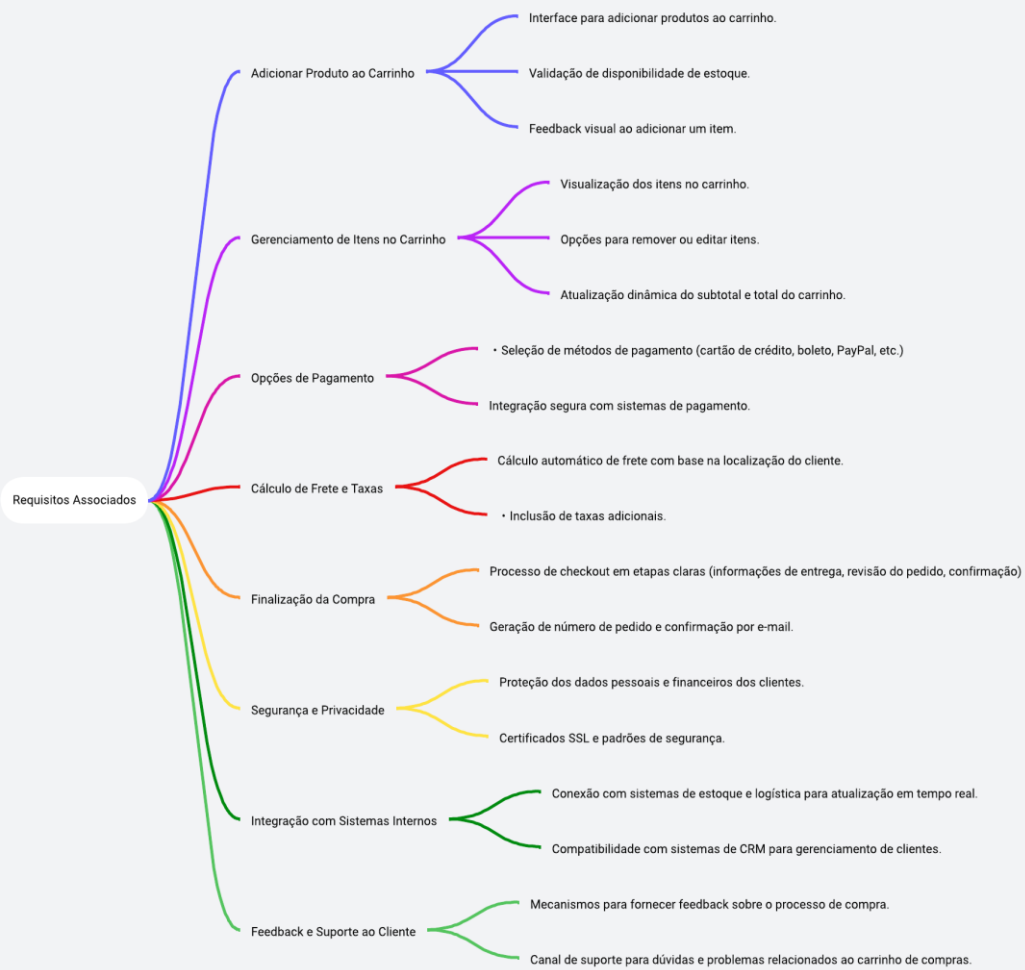 Requisitos Associados
Adicionar Produto ao Carrinho
Interface para adicionar produtos ao carrinho.
Validação de disponibilidade de estoque.
Feedback visual ao adicionar um item.
Gerenciamento de Itens no Carrinho
Visualização dos itens no carrinho.
Opções para remover ou editar itens.
Atualização dinâmica do subtotal e total do carrinho.
Opções de Pagamento
• Seleção de métodos de pagamento (cartão de crédito, boleto, PayPal, etc.)
Integração segura com sistemas de pagamento.
Cálculo de Frete e Taxas
Cálculo automático de frete com base na localização do cliente.
• Inclusão de taxas adicionais.
Finalização da Compra
Processo de checkout em etapas claras (informações de entrega, revisão do pedido, confirmação)
Geração de número de pedido e confirmação por e-mail.
Segurança e Privacidade
Proteção dos dados pessoais e financeiros dos clientes.
Certificados SSL e padrões de segurança.
Integração com Sistemas Internos
Conexão com sistemas de estoque e logística para atualização em tempo real.
Compatibilidade com sistemas de CRM para gerenciamento de clientes.
Feedback e Suporte ao Cliente
Mecanismos para fornecer feedback sobre o processo de compra.
Canal de suporte para dúvidas e problemas relacionados ao carrinho de compras.